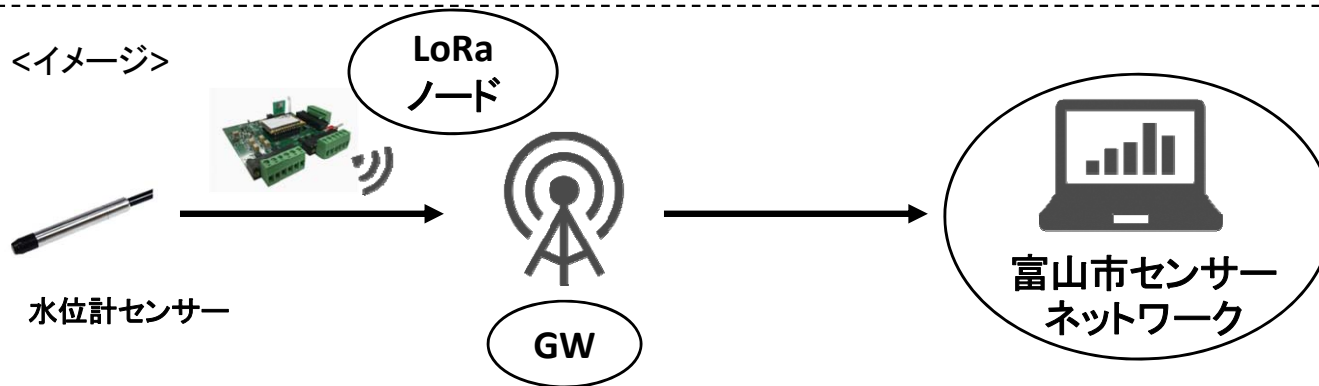 <イメージ>
LoRa
ノード
水位計センサー
GW
富山市センサー
ネットワーク